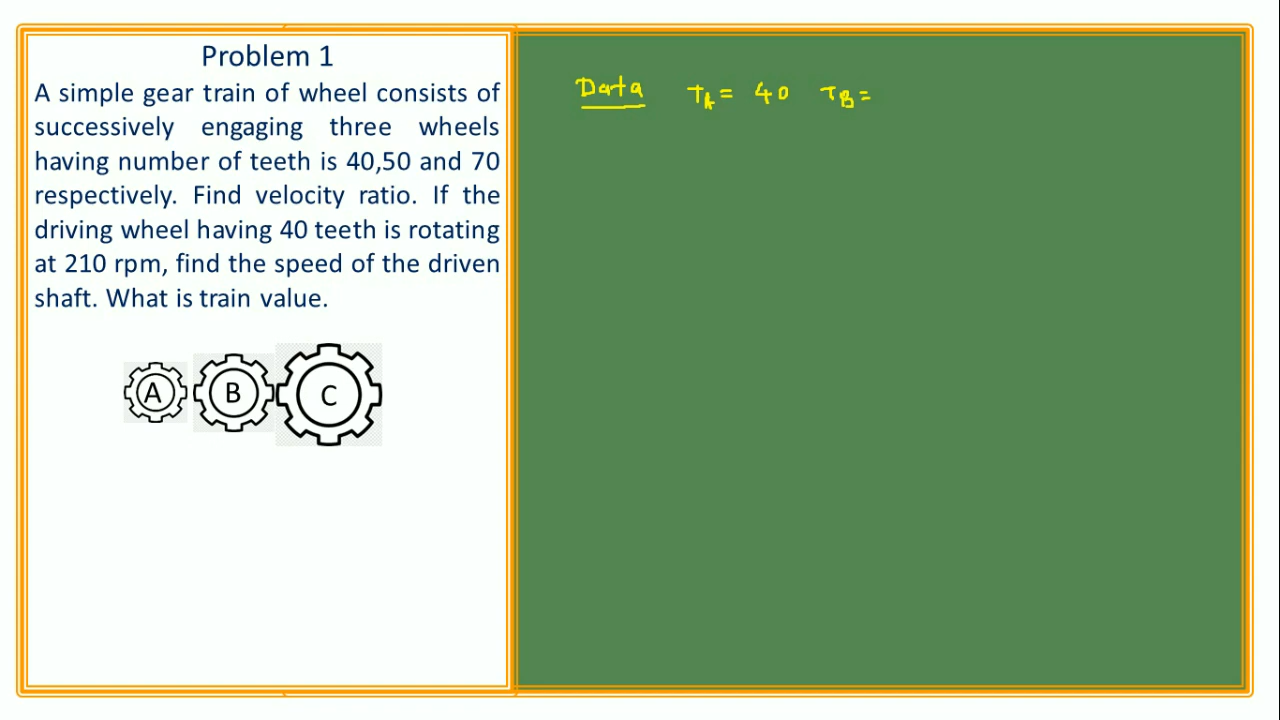 Problem 1
A simple gear train of wheel consists of
successively engaging three wheels
having number of teeth is 40,50 and 70
respectively. Find velocity ratio. If the
driving wheel having 40 teeth is rotating
at 210 rpm, find the speed of the driven
shaft. What is train value.
A B C
Data TA = 40 TB =